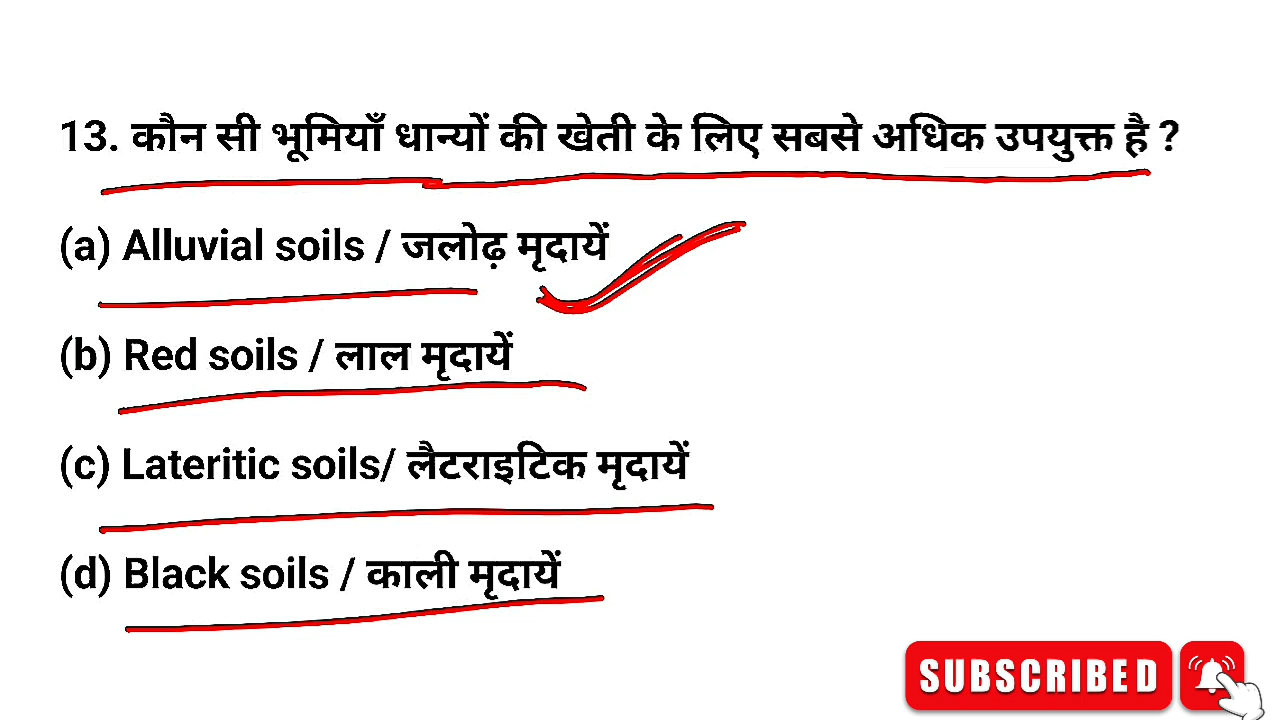 13. कौन सी भूमियाँ धान्यों की खेती के लिए सबसे अधिक उपयुक्त है ?
(a) Alluvial soils / जलोढ़ मृदायें
(b) Red soils / लाल मृदायें
(c) Lateritic soils/ लैटराइटिक मृदायें
(d) Black soils / काली मृदायें
SUBSCRIBED